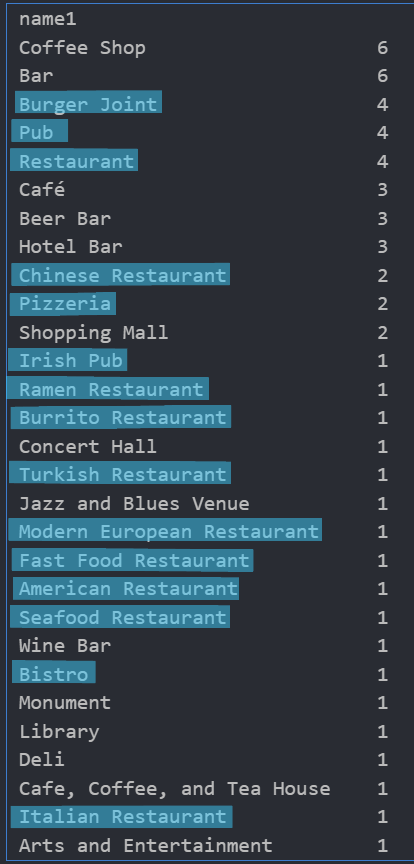 name1
Coffee Shop 6
Bar 6
Burger Joint 4
Pub 4
Restaurant 4
Café 3
Beer Bar 3
Hotel Bar 3
Chinese Restaurant 2
Pizzeria 2
Shopping Mall 2
Irish Pub 1
Ramen Restaurant 1
Burrito Restaurant 1
Concert Hall 1
Turkish Restaurant 1
Jazz and Blues Venue 1
Modern European Restaurant 1
Fast Food Restaurant 1
American Restaurant 1
Seafood Restaurant 1
Wine Bar 1
Bistro 1
Monument 1
Library 1
Deli 1
Cafe, Coffee, and Tea House 1
Italian Restaurant 1
Arts and Entertainment 1